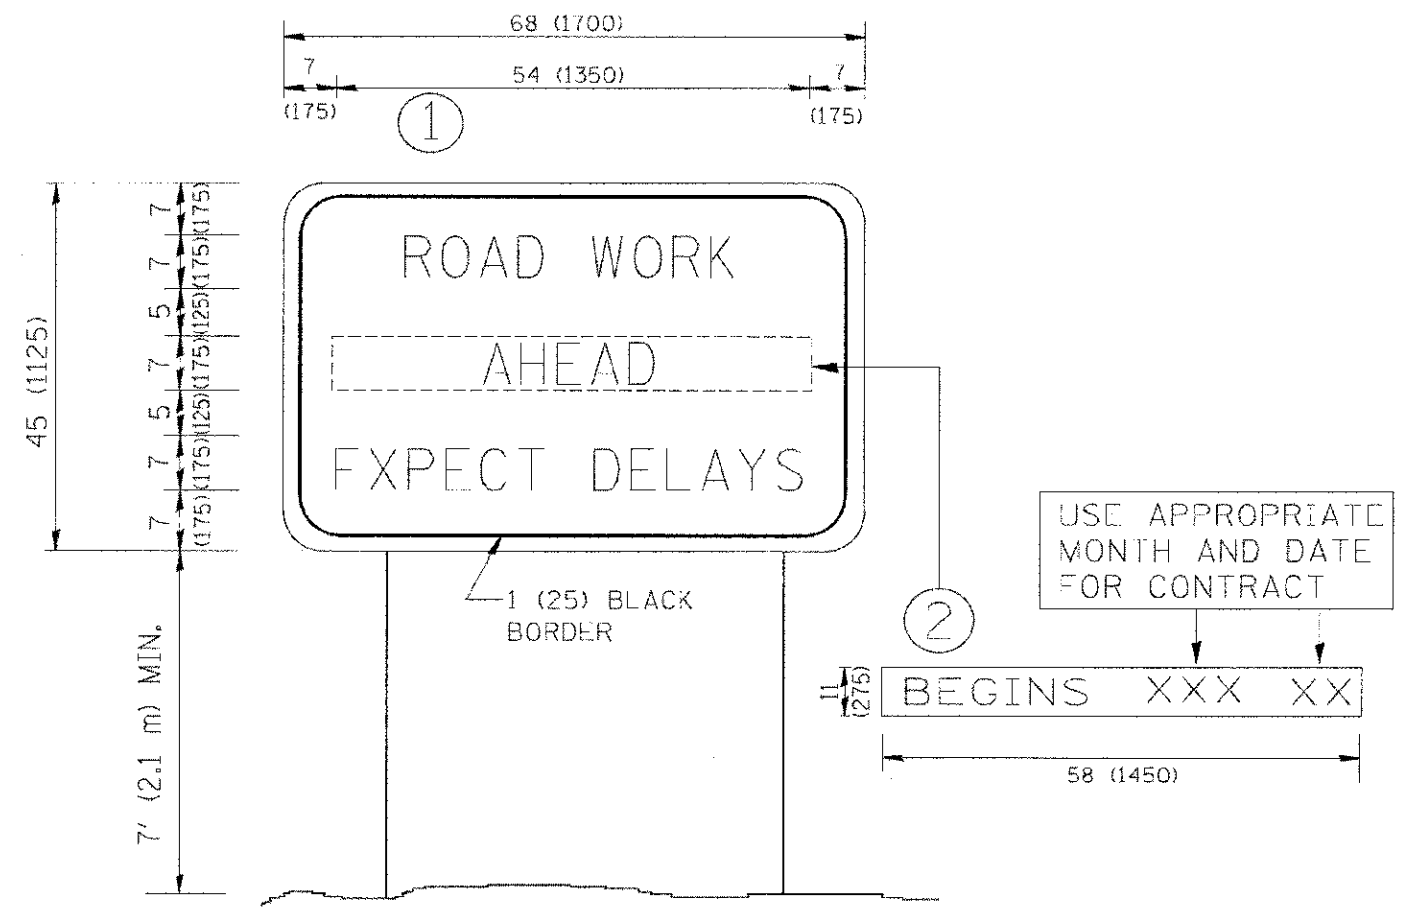 68 (1700)
7 54 (1350) 7
(175) (175)
1
45 (1125)
7 (175)
7 (175)
5 (125)
7 (175)
5 (125)
7 (175)
7 (175)
ROAD WORK
AHEAD
EXPECT DELAYS
1 (25) BLACK
BORDER
7' (2.1 m) MIN.
USE APPROPRIATE
MONTH AND DATE
FOR CONTRACT
2
11
(275)
BEGINS XXX XX
58 (1450)